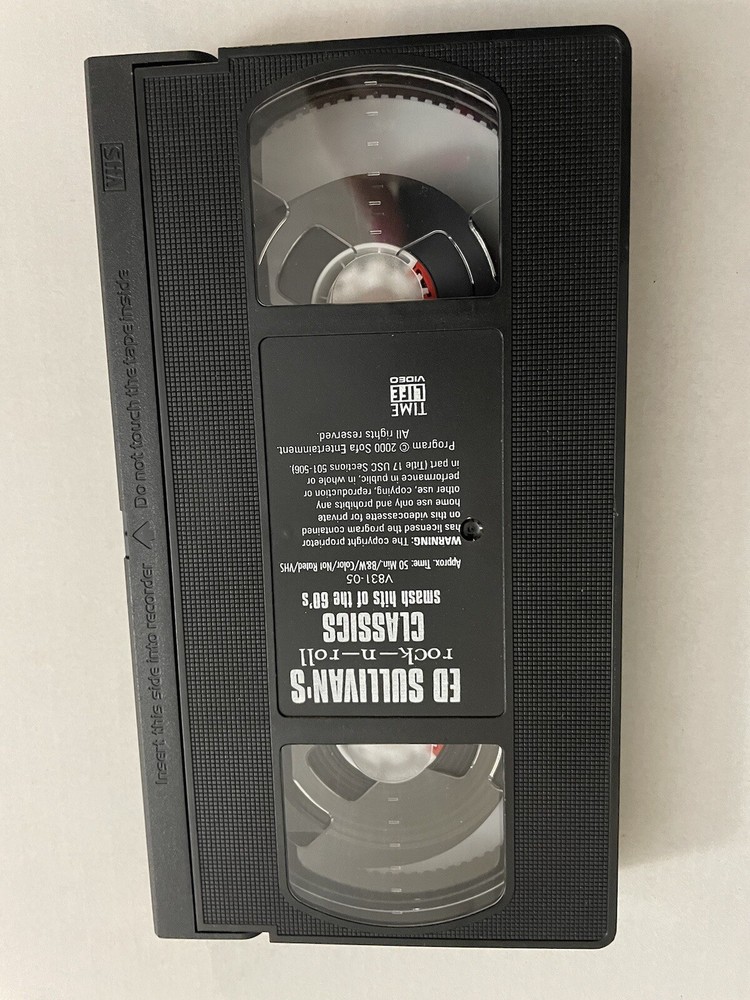 ED SULLIVAN'S
rock-n-roll
CLASSICS
smash hits of the 60's
V831-05
Approx. Time: 50 Min./B&W/Color/Not Rated/VHS
WARNING: The copyright proprietor
has licensed the program contained
on this videocassette for private
home use only and prohibits any
other use, copying, reproduction or
performance in public, in whole or
in part (Title 17 USC Sections 501-506).
Program © 2000 Sofa Entertainment.
All rights reserved.
TIME
LIFE
VIDEO
Insert this side into recorder
Do not touch the tape inside
VHS